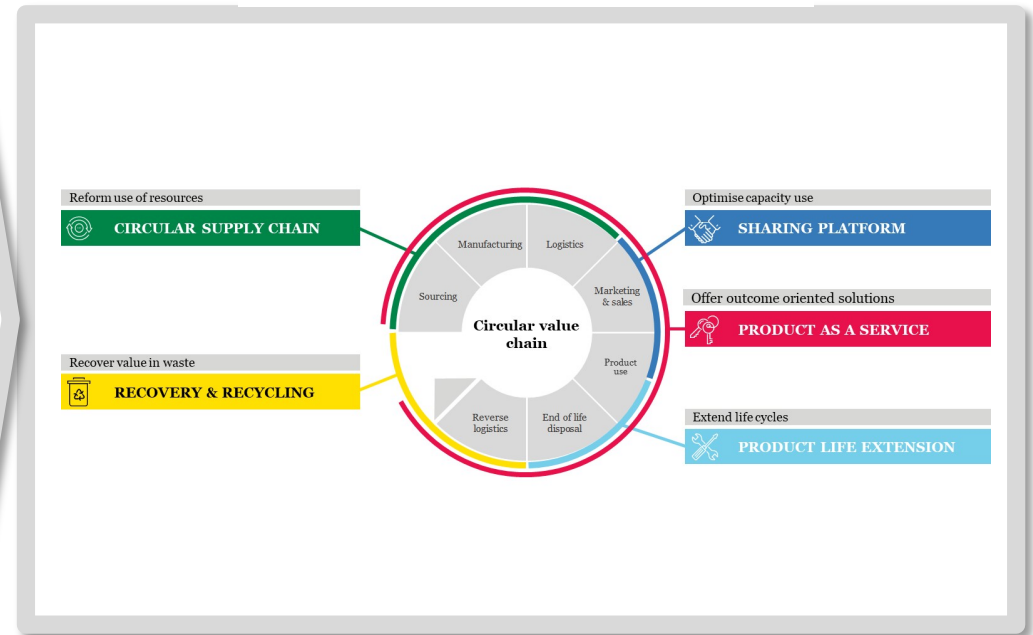 Reform use of resources
CIRCULAR SUPPLY CHAIN
Recover value in waste
RECOVERY & RECYCLING
Manufacturing
Logistics
Sourcing
Marketing
& sales
Circular value
chain
Product
use
Reverse
logistics
End of life
disposal
Optimise capacity use
SHARING PLATFORM
Offer outcome oriented solutions
PRODUCT AS A SERVICE
Extend life cycles
PRODUCT LIFE EXTENSION